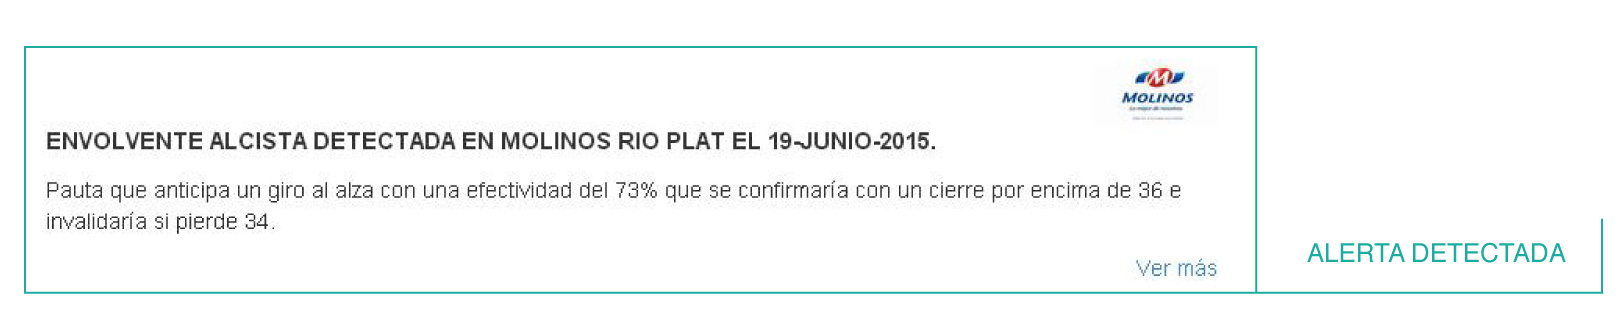 MOLINOS
ENVOLVENTE ALCISTA DETECTADA EN MOLINOS RIO PLAT EL 19-JUNIO-2015.
Pauta que anticipa un giro al alza con una efectividad del 73% que se confirmaría con un cierre por encima de 36 e
invalidaría si pierde 34.
ALERTA DETECTADA
Ver más